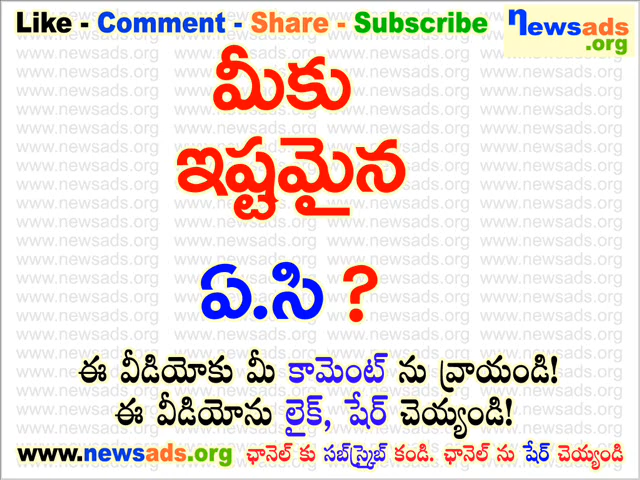 Like - Comment - Share - Subscribe
newsads
.org
మీకు
ఇష్టమైన
ఏ.సి ?
ఈ వీడియోకు మీ కామెంట్ ను వ్రాయండి!
ఈ వీడియోను లైక్, షేర్ చెయ్యండి!
www.newsads.org ఛానెల్ కు సబ్‌స్క్రైబ్ కండి. ఛానెల్ ను షేర్ చెయ్యండి